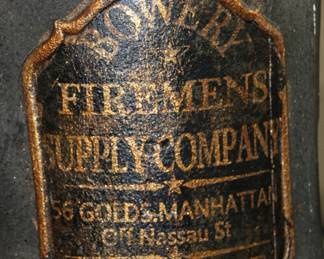 BOWERY
FIREMENS
SUPPLY COMPANY
56 GOLD & MANHATTAN
Off Nassau St